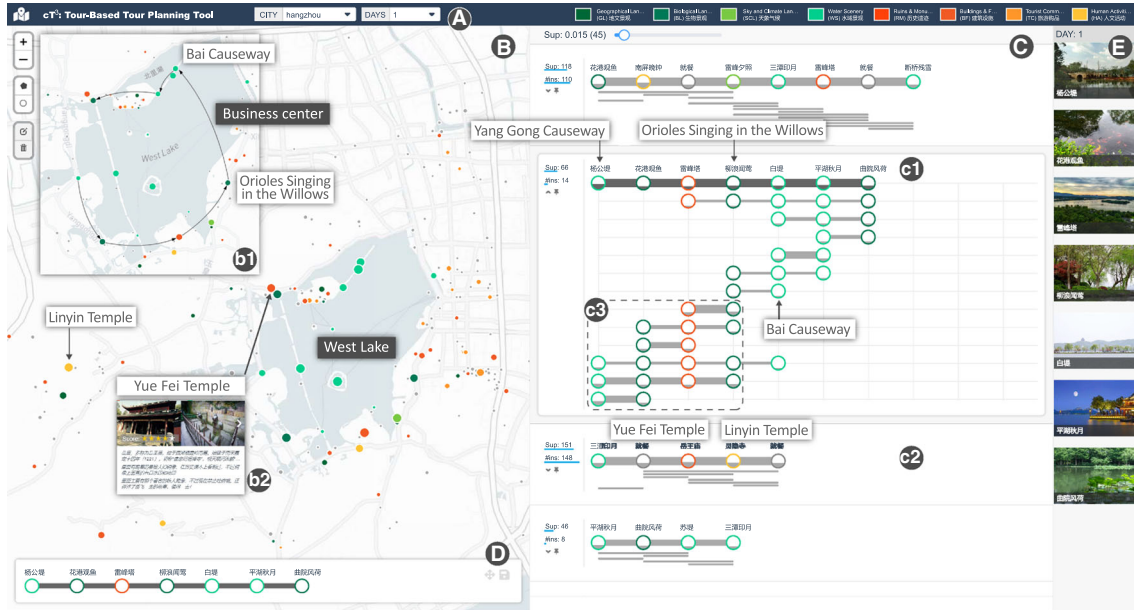 cT²: Tour-Based Tour Planning Tool
CITY hangzhou
DAYS 1
A
Geographical Lan...
(GL) 地文景观
Biological Lan...
(BL) 生物景观
Sky and Climate Lan...
(SCL) 天象气候
Water Scenery
(WS) 水域景观
Ruins & Monu...
(RM) 历史遗迹
Buildings & F...
(BF) 建筑设施
Tourist Comm...
(TC) 旅游物品
Human Activiti...
(HA) 人文活动
B
Bai Causeway
北里湖
Business center
West Lake
Orioles Singing
in the Willows
b1
Linyin Temple
West Lake
Yue Fei Temple
Score:
b2
D
杨公堤
花港观鱼
雷峰塔
柳浪闻莺
白堤
平湖秋月
曲院风荷
Sup: 0.015 (45)
C
Sup: 118
#ins: 110
花港观鱼
南屏晚钟
就餐
雷峰夕照
三潭印月
雷峰塔
就餐
断桥残雪
Yang Gong Causeway
Orioles Singing in the Willows
Sup: 66
#ins: 14
杨公堤
花港观鱼
雷峰塔
柳浪闻莺
白堤
平湖秋月
曲院风荷
c1
c3
Bai Causeway
Yue Fei Temple
Linyin Temple
Sup: 151
#ins: 148
三潭印月
就餐
岳王庙
灵隐寺
就餐
c2
Sup: 46
#ins: 8
平湖秋月
曲院风荷
苏堤
三潭印月
DAY: 1
E
杨公堤
花港观鱼
雷峰塔
柳浪闻莺
白堤
平湖秋月
曲院风荷